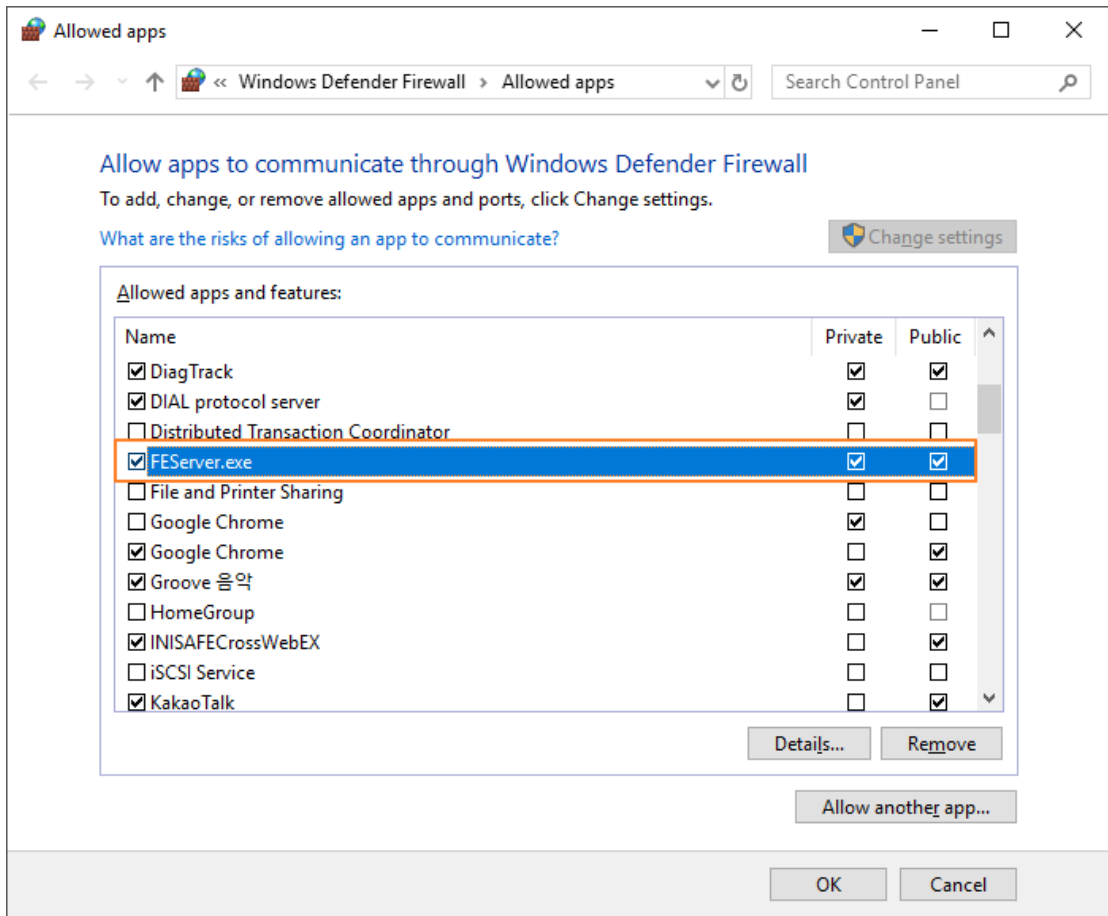 Allowed apps
« Windows Defender Firewall › Allowed apps
Search Control Panel
Allow apps to communicate through Windows Defender Firewall
To add, change, or remove allowed apps and ports, click Change settings.
What are the risks of allowing an app to communicate?
Change settings
Allowed apps and features:
Name Private Public
DiagTrack
DIAL protocol server
Distributed Transaction Coordinator
FEServer.exe
File and Printer Sharing
Google Chrome
Google Chrome
Groove 음악
HomeGroup
INISAFECrossWebEX
iSCSI Service
KakaoTalk
Details... Remove
Allow another app...
OK Cancel